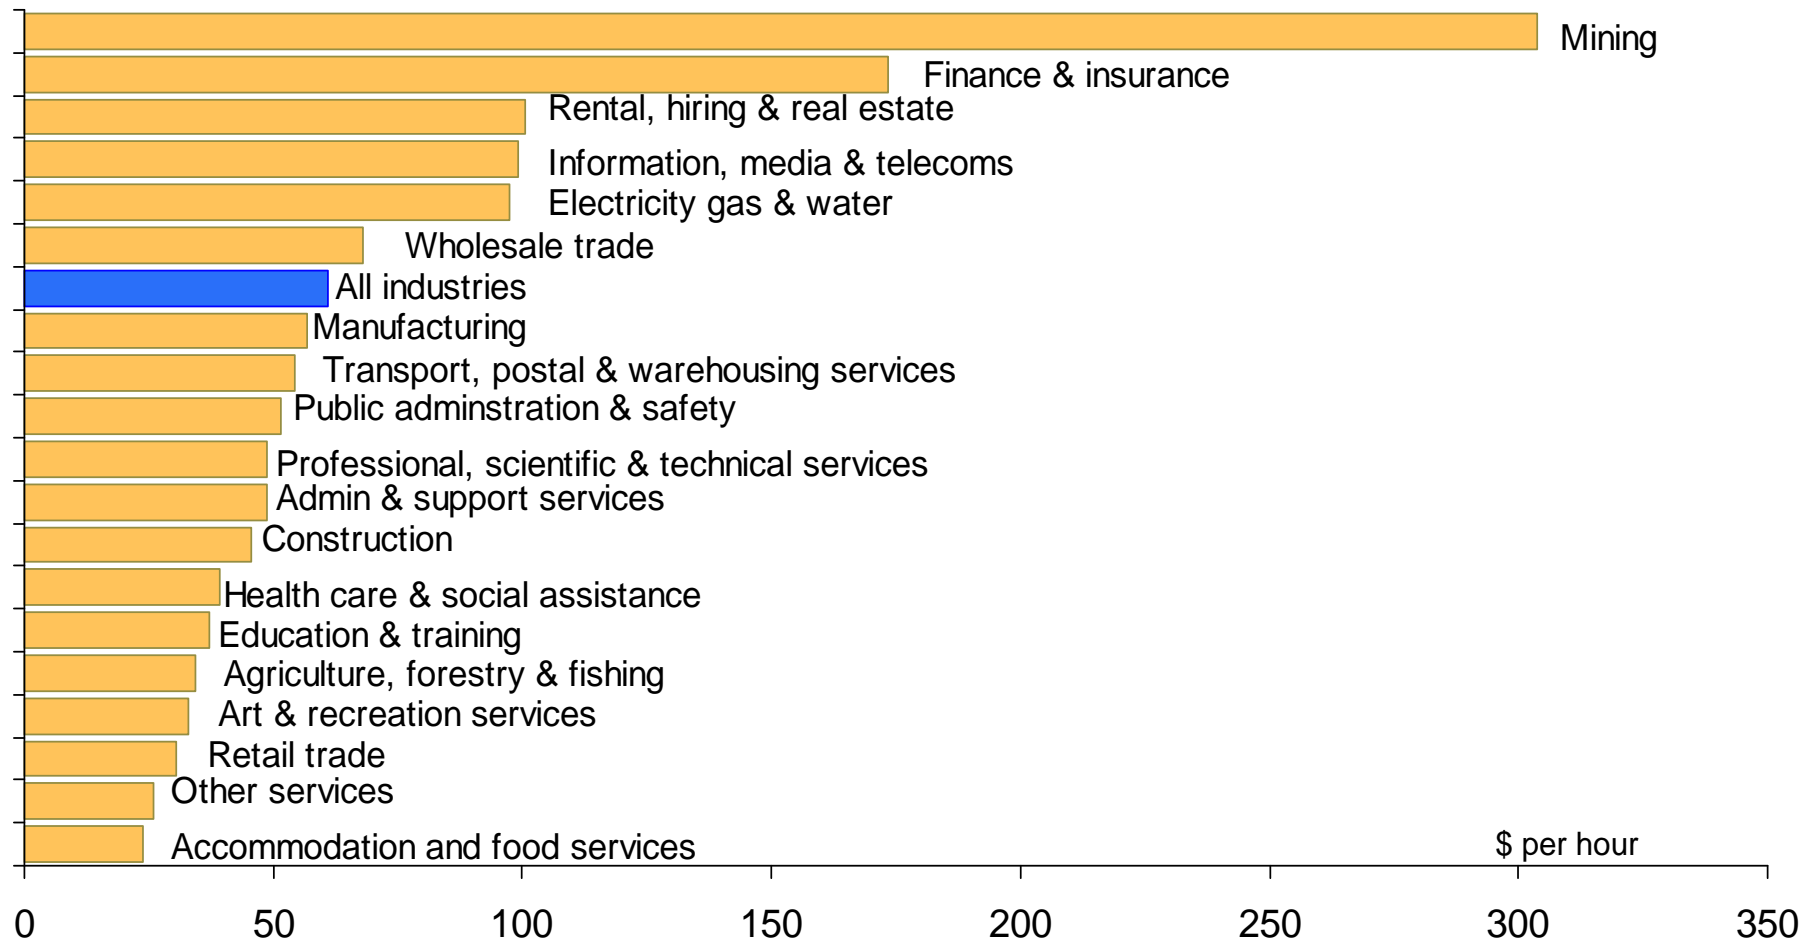 Mining
Finance & insurance
Rental, hiring & real estate
Information, media & telecoms
Electricity gas & water
Wholesale trade
All industries
Manufacturing
Transport, postal & warehousing services
Public adminstration & safety
Professional, scientific & technical services
Admin & support services
Construction
Health care & social assistance
Education & training
Agriculture, forestry & fishing
Art & recreation services
Retail trade
Other services
Accommodation and food services
$ per hour
0 50 100 150 200 250 300 350